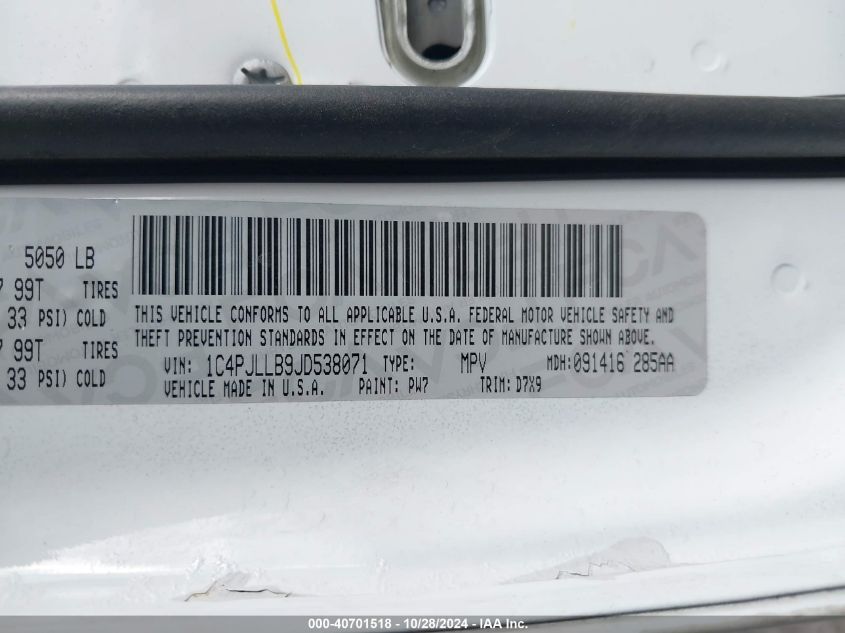 5050 LB
99T TIRES
33 PSI) COLD
99T TIRES
33 PSI) COLD
THIS VEHICLE CONFORMS TO ALL APPLICABLE U.S.A. FEDERAL MOTOR VEHICLE SAFETY AND
THEFT PREVENTION STANDARDS IN EFFECT ON THE DATE OF MANUFACTURE SHOWN ABOVE.
VIN: 1C4PJLLB9JD538071 TYPE: MPV MDH:091416 285AA
VEHICLE MADE IN U.S.A. PAINT: PW7 TRIM: D7X9
000-40701518 - 10/28/2024 - IAA Inc.